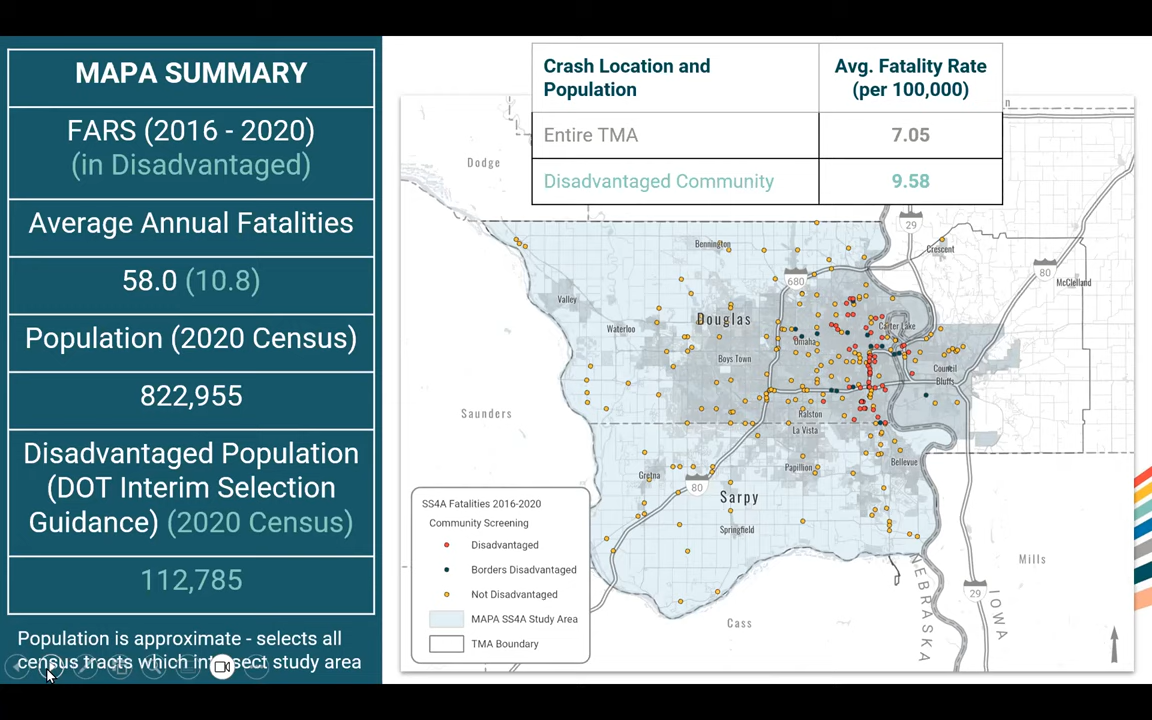 MAPA SUMMARY
FARS (2016 - 2020)
(in Disadvantaged)
Average Annual Fatalities
58.0 (10.8)
Population (2020 Census)
822,955
Disadvantaged Population
(DOT Interim Selection
Guidance) (2020 Census)
112,785
Population is approximate - selects all
census tracts which intersect study area
Crash Location and
Population
Avg. Fatality Rate
(per 100,000)
Entire TMA
7.05
Disadvantaged Community
9.58
Dodge
29
Bennington
Crescent
80
680
McClelland
Valley
Douglas
Waterloo
Carter Lake
Omaha
Boys Town
Council
Bluffs
Saunders
Ralston
La Vista
Bellevue
Papillion
Gretna
80
Sarpy
Springfield
SS4A Fatalities 2016-2020
Community Screening
Disadvantaged
Borders Disadvantaged
Not Disadvantaged
MAPA SS4A Study Area
TMA Boundary
Mills
29
NEBRASKA
IOWA
Cass